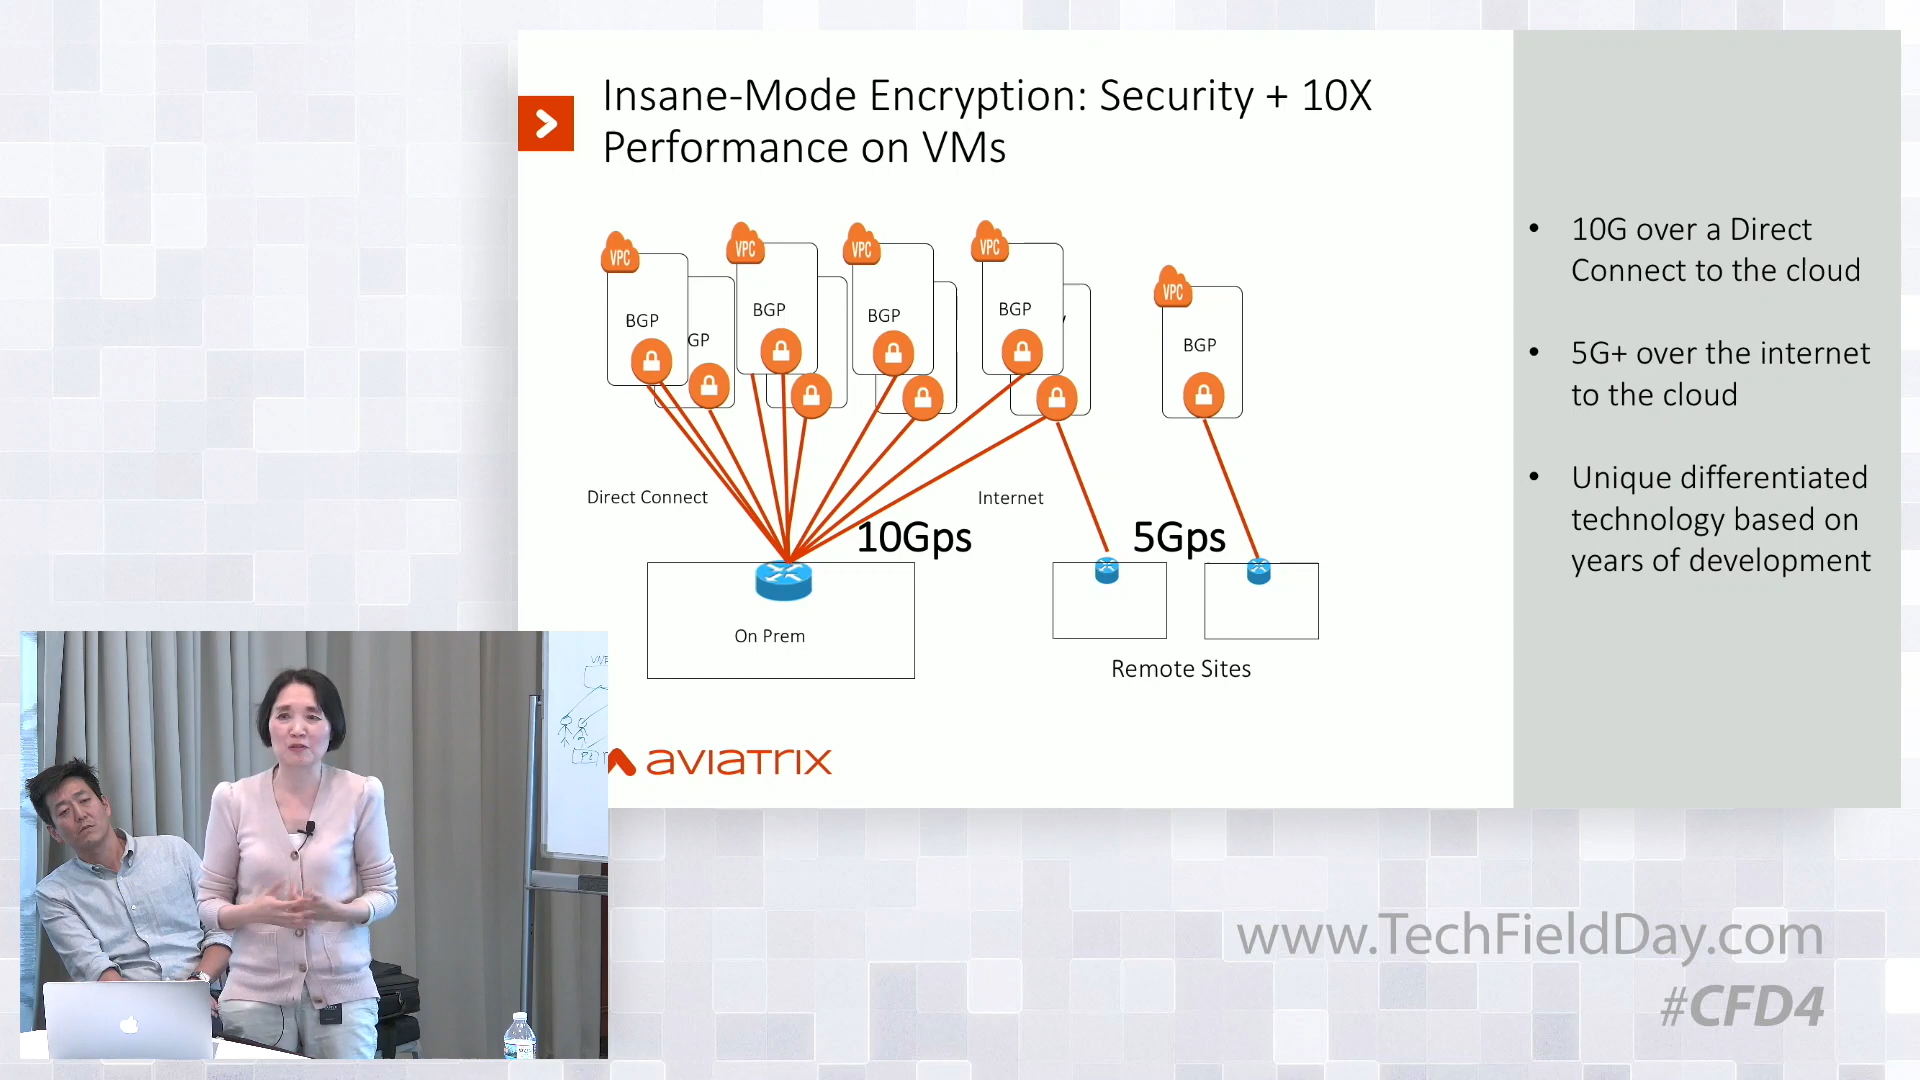 Insane-Mode Encryption: Security + 10X
Performance on VMs
VPC
VPC
VPC
VPC
VPC
BGP
GP
BGP
BGP
BGP
BGP
Direct Connect
Internet
10Gps
5Gps
On Prem
Remote Sites
aviatrix
• 10G over a Direct
Connect to the cloud
• 5G+ over the internet
to the cloud
• Unique differentiated
technology based on
years of development
www.TechFieldDay.com
#CFD4